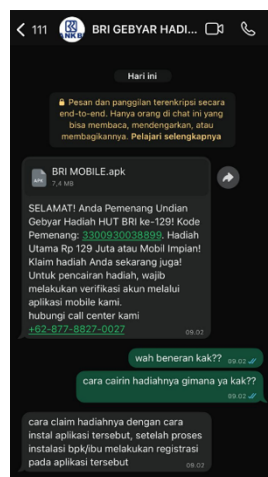 111
NKB
BRI GEBYAR HADI...
Hari ini
Pesan dan panggilan terenkripsi secara
end-to-end. Hanya orang di chat ini yang
bisa membaca, mendengarkan, atau
membagikannya. Pelajari selengkapnya
BRI MOBILE.apk
7,4 MB
SELAMAT! Anda Pemenang Undian
Gebyar Hadiah HUT BRI ke-129! Kode
Pemenang: 3300930038899. Hadiah
Utama Rp 129 Juta atau Mobil Impian!
Klaim hadiah Anda sekarang juga!
Untuk pencairan hadiah, wajib
melakukan verifikasi akun melalui
aplikasi mobile kami.
hubungi call center kami
+62-877-8827-0027
09.02
wah beneran kak??
09.02
cara cairin hadiahnya gimana ya kak??
09.02
cara claim hadiahnya dengan cara
instal aplikasi tersebut, setelah proses
instalasi bpk/ibu melakukan registrasi
pada aplikasi tersebut
09.02